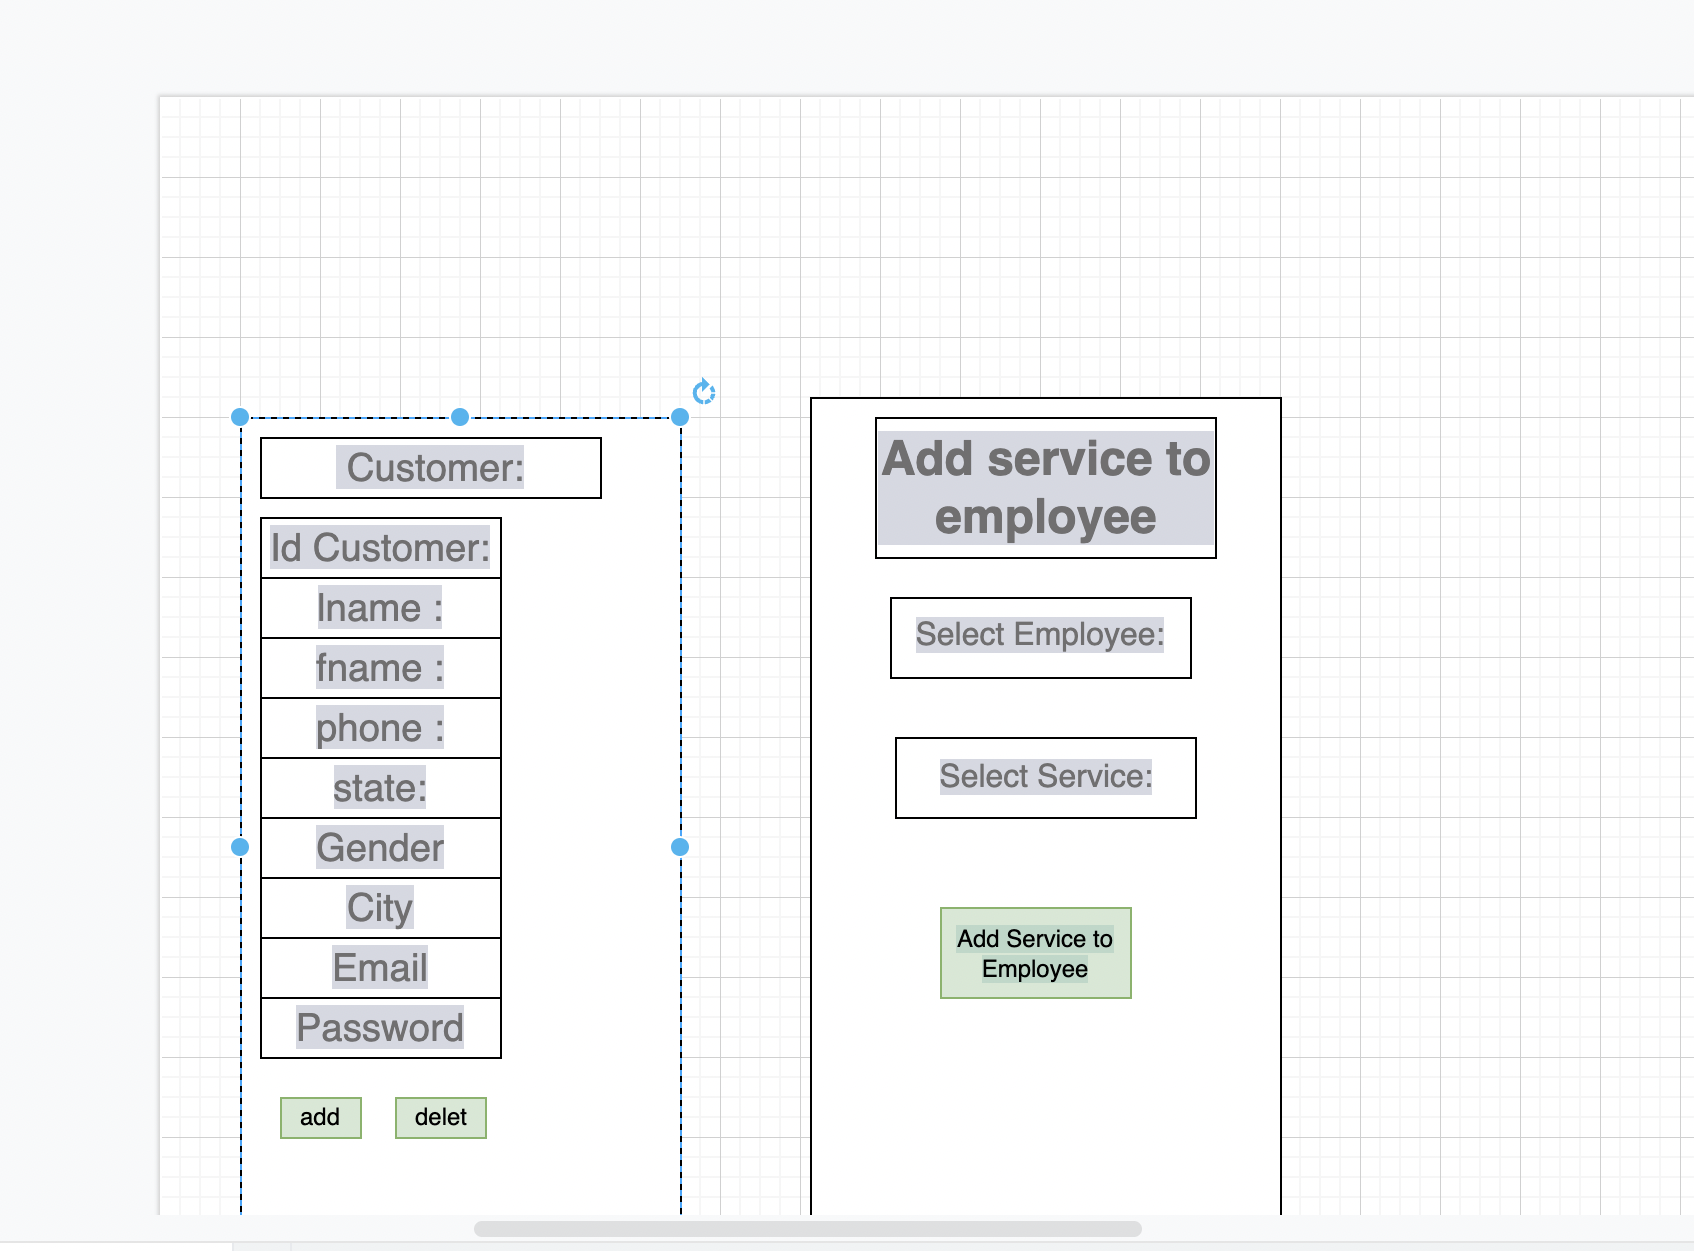 Customer:
Id Customer:
lname :
fname :
phone :
state:
Gender
City
Email
Password
add
delet
Add service to
employee
Select Employee:
Select Service:
Add Service to
Employee